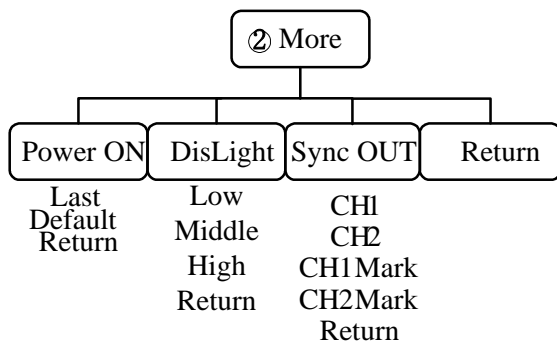 ② More
Power ON
DisLight
Sync OUT
Return
Last
Default
Return
Low
Middle
High
Return
CH1
CH2
CH1Mark
CH2Mark
Return